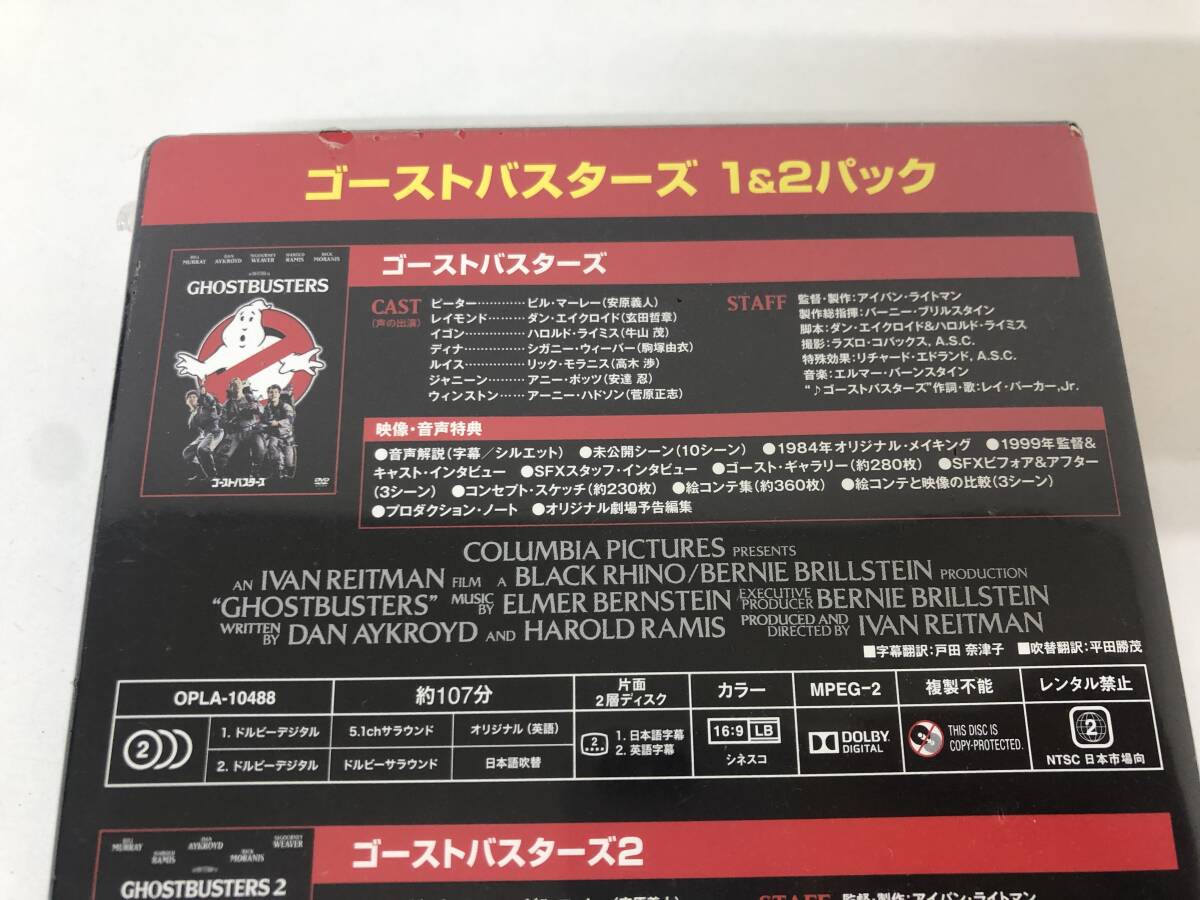 ゴーストバスターズ 1&2パック
BILL MURRAY DAN AYKROYD SIGOURNEY WEAVER HAROLD RAMIS RICK MORANIS
GHOSTBUSTERS
ゴーストバスターズ
DVD
ゴーストバスターズ
CAST
(声の出演)
ピーター…………ビル・マーレー(安原義人)
レイモンド………ダン・エイクロイド(玄田哲章)
イゴン……………ハロルド・ライミス(牛山 茂)
ディナ……………シガニー・ウィーバー(駒塚由衣)
ルイス……………リック・モラニス(高木 渉)
ジャニーン………アニー・ポッツ(安達 忍)
ウィンストン……アーニー・ハドソン(菅原正志)
STAFF
監督・製作:アイバン・ライトマン
製作総指揮:バーニー・ブリルスタイン
脚本:ダン・エイクロイド&ハロルド・ライミス
撮影:ラズロ・コバックス, A.S.C.
特殊効果:リチャード・エドランド, A.S.C.
音楽:エルマー・バーンスタイン
"♪ゴーストバスターズ"作詞・歌:レイ・パーカー,Jr.
映像・音声特典
●音声解説(字幕/シルエット) ●未公開シーン(10シーン) ●1984年オリジナル・メイキング ●1999年監督&
キャスト・インタビュー ●SFXスタッフ・インタビュー ●ゴースト・ギャラリー(約280枚) ●SFXビフォア&アフター
(3シーン) ●コンセプト・スケッチ(約230枚) ●絵コンテ集(約360枚) ●絵コンテと映像の比較(3シーン)
●プロダクション・ノート ●オリジナル劇場予告編集
COLUMBIA PICTURES PRESENTS
AN IVAN REITMAN FILM A BLACK RHINO/BERNIE BRILLSTEIN PRODUCTION
"GHOSTBUSTERS" MUSIC BY ELMER BERNSTEIN EXECUTIVE PRODUCER BERNIE BRILLSTEIN
WRITTEN BY DAN AYKROYD AND HAROLD RAMIS PRODUCED AND DIRECTED BY IVAN REITMAN
■字幕翻訳:戸田 奈津子 ■吹替翻訳:平田勝茂
OPLA-10488 約107分 片面2層ディスク カラー MPEG-2 複製不能 レンタル禁止
2
1. ドルビーデジタル 5.1chサラウンド オリジナル(英語)
2. ドルビーデジタル ドルビーサラウンド 日本語吹替
2
1. 日本語字幕
2. 英語字幕
16:9 LB
シネスコ
DOLBY DIGITAL
THIS DISC IS COPY-PROTECTED.
2
NTSC 日本市場向
BILL MURRAY DAN AYKROYD SIGOURNEY WEAVER
HAROLD RAMIS RICK MORANIS
GHOSTBUSTERS 2
ゴーストバスターズ2
STAFF 監督・製作:アイバン・ライトマン